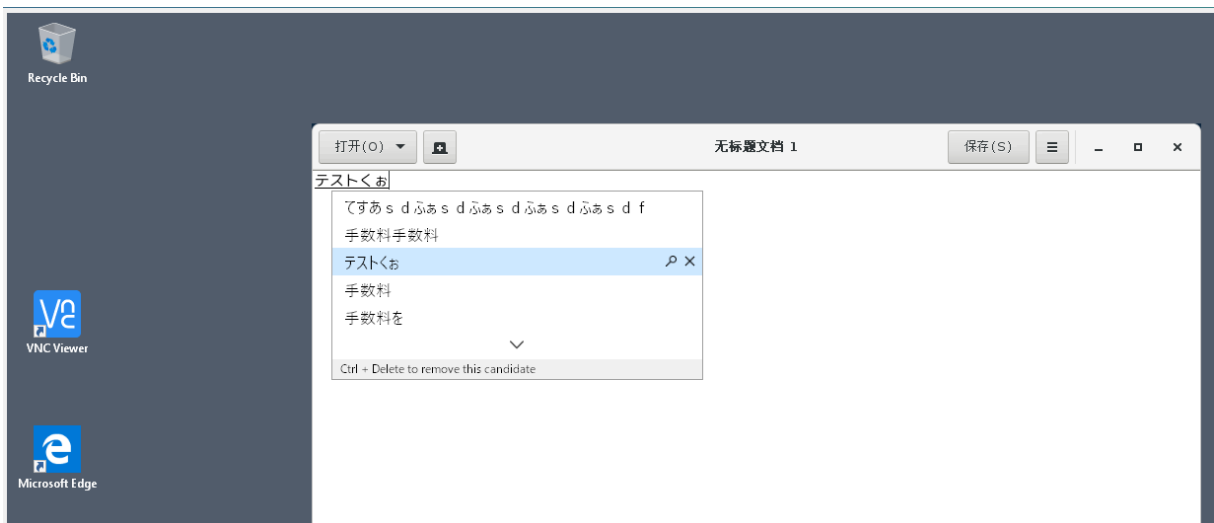 Recycle Bin
打开(O)
无标题文档 1
保存(S)
テストくぉ
てすあｓｄふぁｓｄふぁｓｄふぁｓｄふぁｓｄｆ
手数料手数料
テストくぉ
手数料
手数料を
Ctrl + Delete to remove this candidate
VNC Viewer
Microsoft Edge